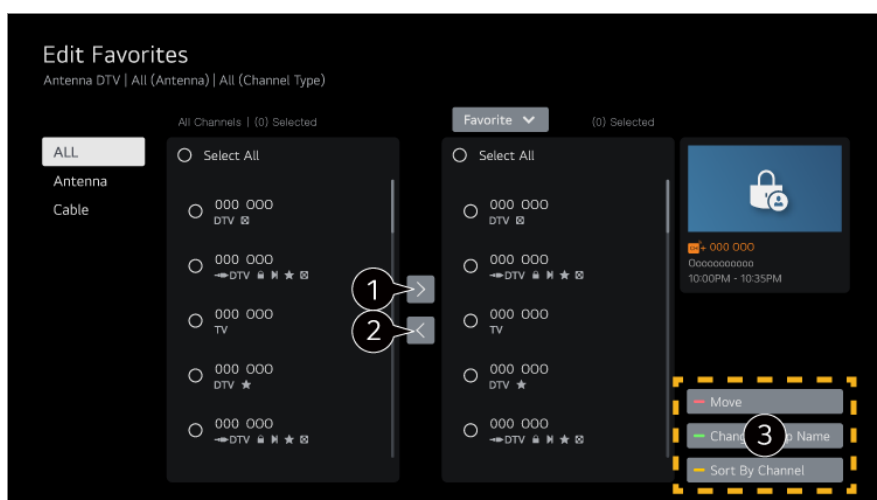 Edit Favorites
Antenna DTV | All (Antenna) | All (Channel Type)
All Channels | (0) Selected
Favorite
(0) Selected
ALL
Antenna
Cable
Select All
000 000
DTV
000 000
DTV
000 000
TV
000 000
DTV
000 000
DTV
1
2
Select All
000 000
DTV
000 000
DTV
000 000
TV
000 000
DTV
000 000
DTV
+ 000 000
Oooooooooo
10:00PM - 10:35PM
Move
3
Name
Sort By Channel